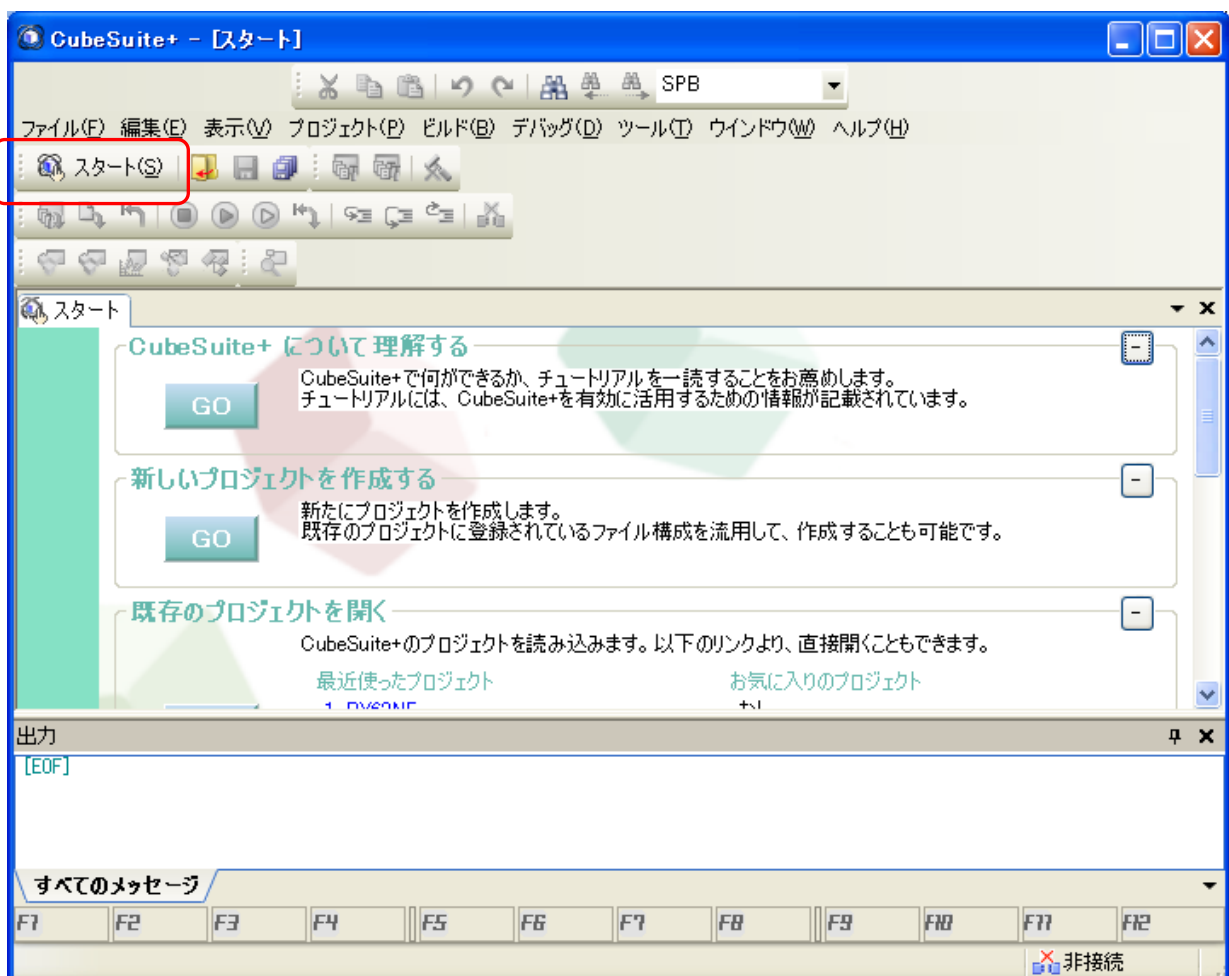 CubeSuite+ - [スタート]
SPB
ファイル(F) 編集(E) 表示(V) プロジェクト(P) ビルド(B) デバッグ(D) ツール(T) ウインドウ(W) ヘルプ(H)
スタート(S)
スタート
CubeSuite+ について理解する
GO
CubeSuite+で何ができるか、チュートリアルを一読することをお薦めします。
チュートリアルには、CubeSuite+を有効に活用するための情報が記載されています。
新しいプロジェクトを作成する
GO
新たにプロジェクトを作成します。
既存のプロジェクトに登録されているファイル構成を流用して、作成することも可能です。
既存のプロジェクトを開く
CubeSuite+のプロジェクトを読み込みます。以下のリンクより、直接開くこともできます。
最近使ったプロジェクト お気に入りのプロジェクト
出力
[EOF]
すべてのメッセージ
F1 F2 F3 F4 F5 F6 F7 F8 F9 F10 F11 F12
非接続